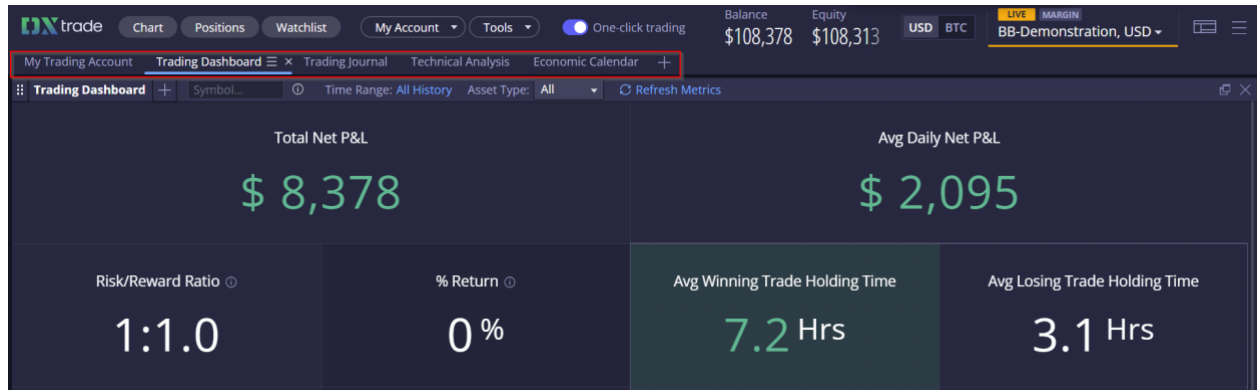 DXtrade Chart Positions Watchlist My Account Tools One-click trading Balance $108,378 Equity $108,313 USD BTC LIVE MARGIN BB-Demonstration, USD
My Trading Account Trading Dashboard Trading Journal Technical Analysis Economic Calendar
Trading Dashboard Symbol... Time Range: All History Asset Type: All Refresh Metrics
Total Net P&L Avg Daily Net P&L
$ 8,378 $ 2,095
Risk/Reward Ratio % Return Avg Winning Trade Holding Time Avg Losing Trade Holding Time
1:1.0 0 % 7.2 Hrs 3.1 Hrs